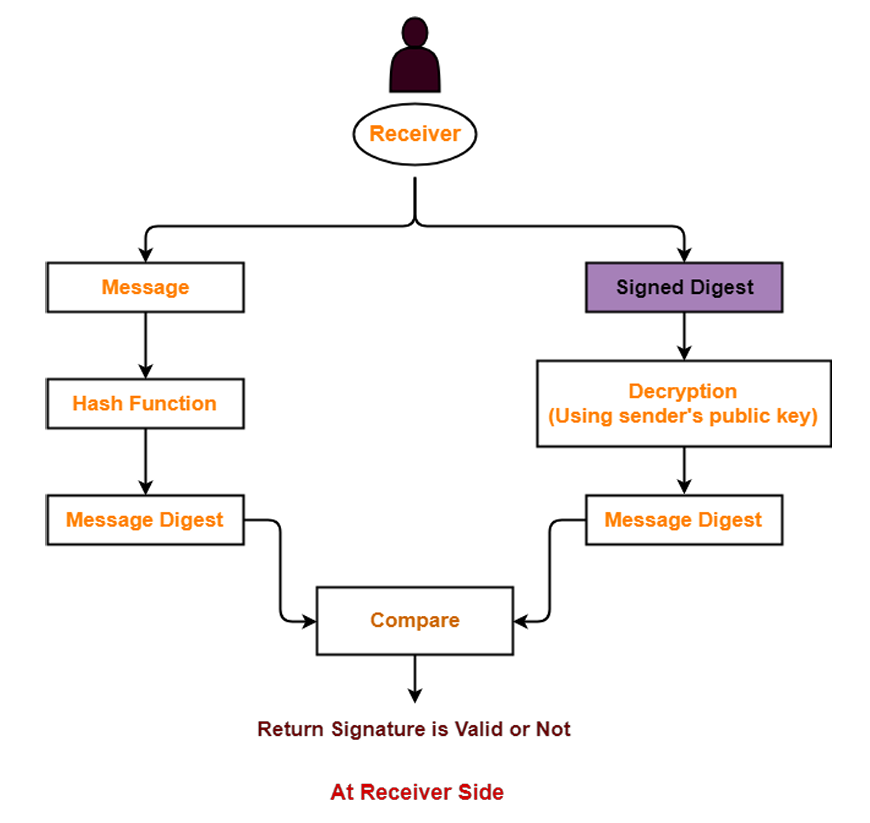 Receiver
Message
Signed Digest
Hash Function
Decryption
(Using sender's public key)
Message Digest
Message Digest
Compare
Return Signature is Valid or Not
At Receiver Side